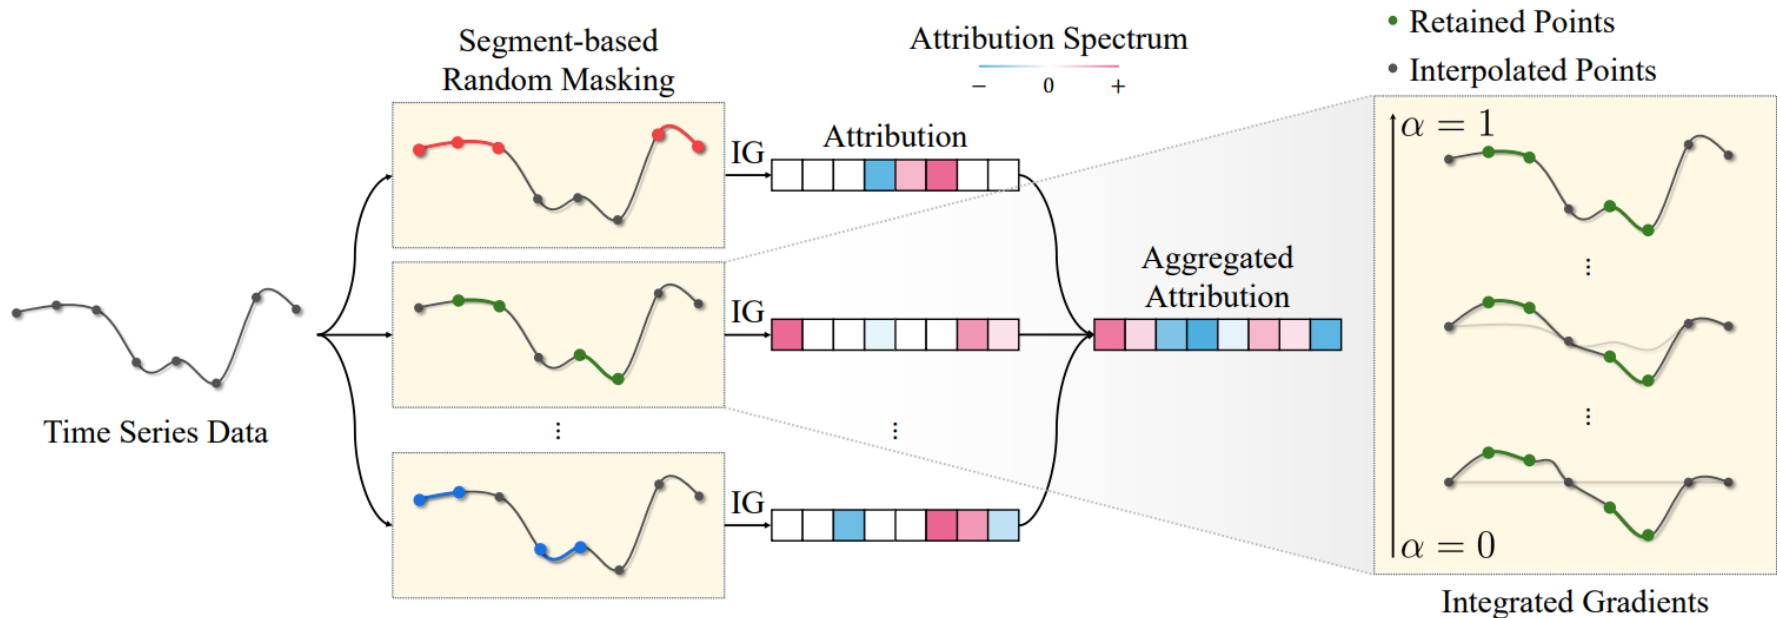 Segment-based
Random Masking
Attribution Spectrum
− 0 +
• Retained Points
• Interpolated Points
IG
Attribution
α = 1
Time Series Data
IG
Aggregated
Attribution
⋮
⋮
⋮
⋮
IG
α = 0
Integrated Gradients